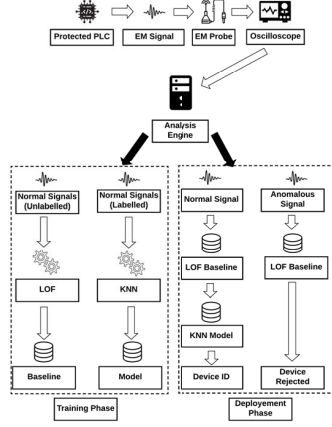 Protected PLC
EM Signal
EM Probe
Oscilloscope
Analysis
Engine
Normal Signals
(Unlabelled)
Normal Signals
(Labelled)
Normal Signal
Anomalous
Signal
LOF
KNN
LOF Baseline
LOF Baseline
KNN Model
Baseline
Model
Device ID
Device
Rejected
Training Phase
Deployement
Phase